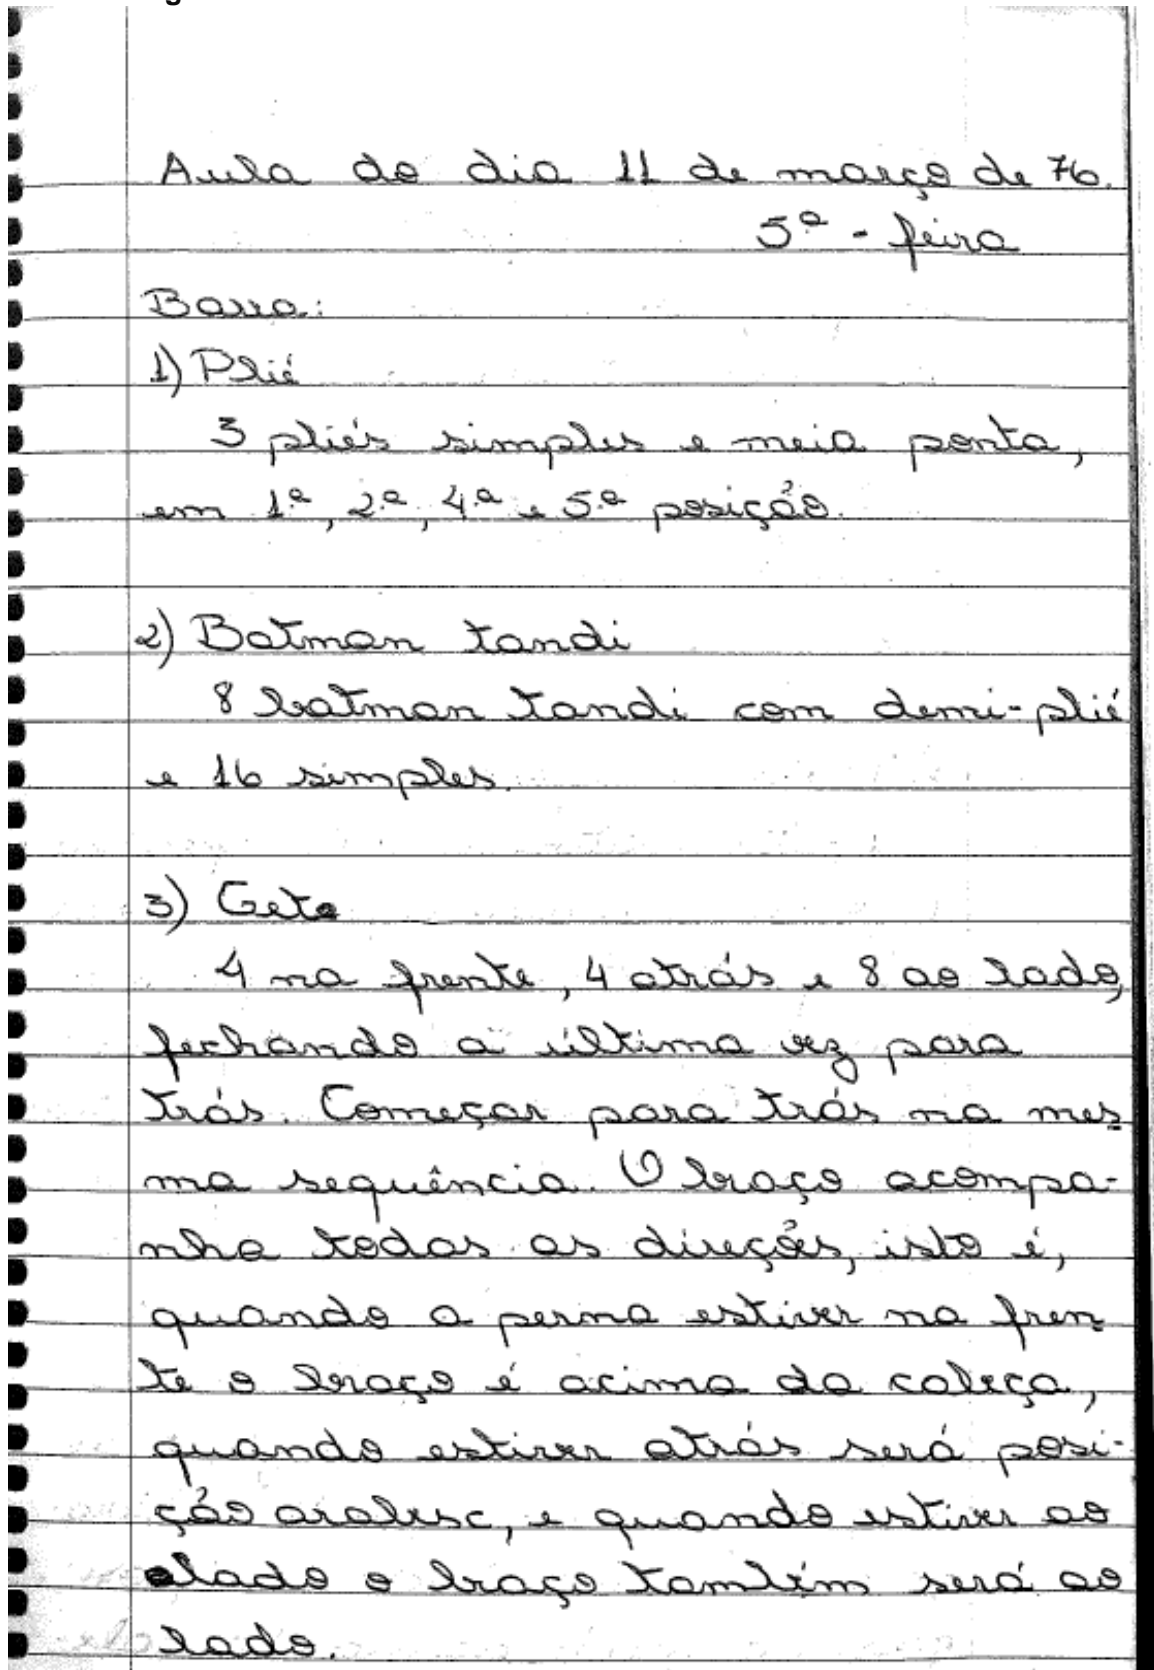 Aula do dia 11 de março de 76.
5ª - feira
Barra:
1) Plié
3 pliés simples e meia ponta,
em 1ª, 2ª, 4ª e 5ª posição.
2) Batman tandi
8 batman tandi com demi-plié
e 16 simples.
3) Geto
4 na frente, 4 atrás e 8 ao lado,
fechando a última vez para
trás. Começar para trás na mes-
ma sequência. O braço acompa-
nha todas as direções, isto é,
quando a perna estiver na fren-
te o braço é acima da cabeça,
quando estiver atrás será posi-
ção arabesc, e quando estiver ao
lado o braço também será ao
lado.